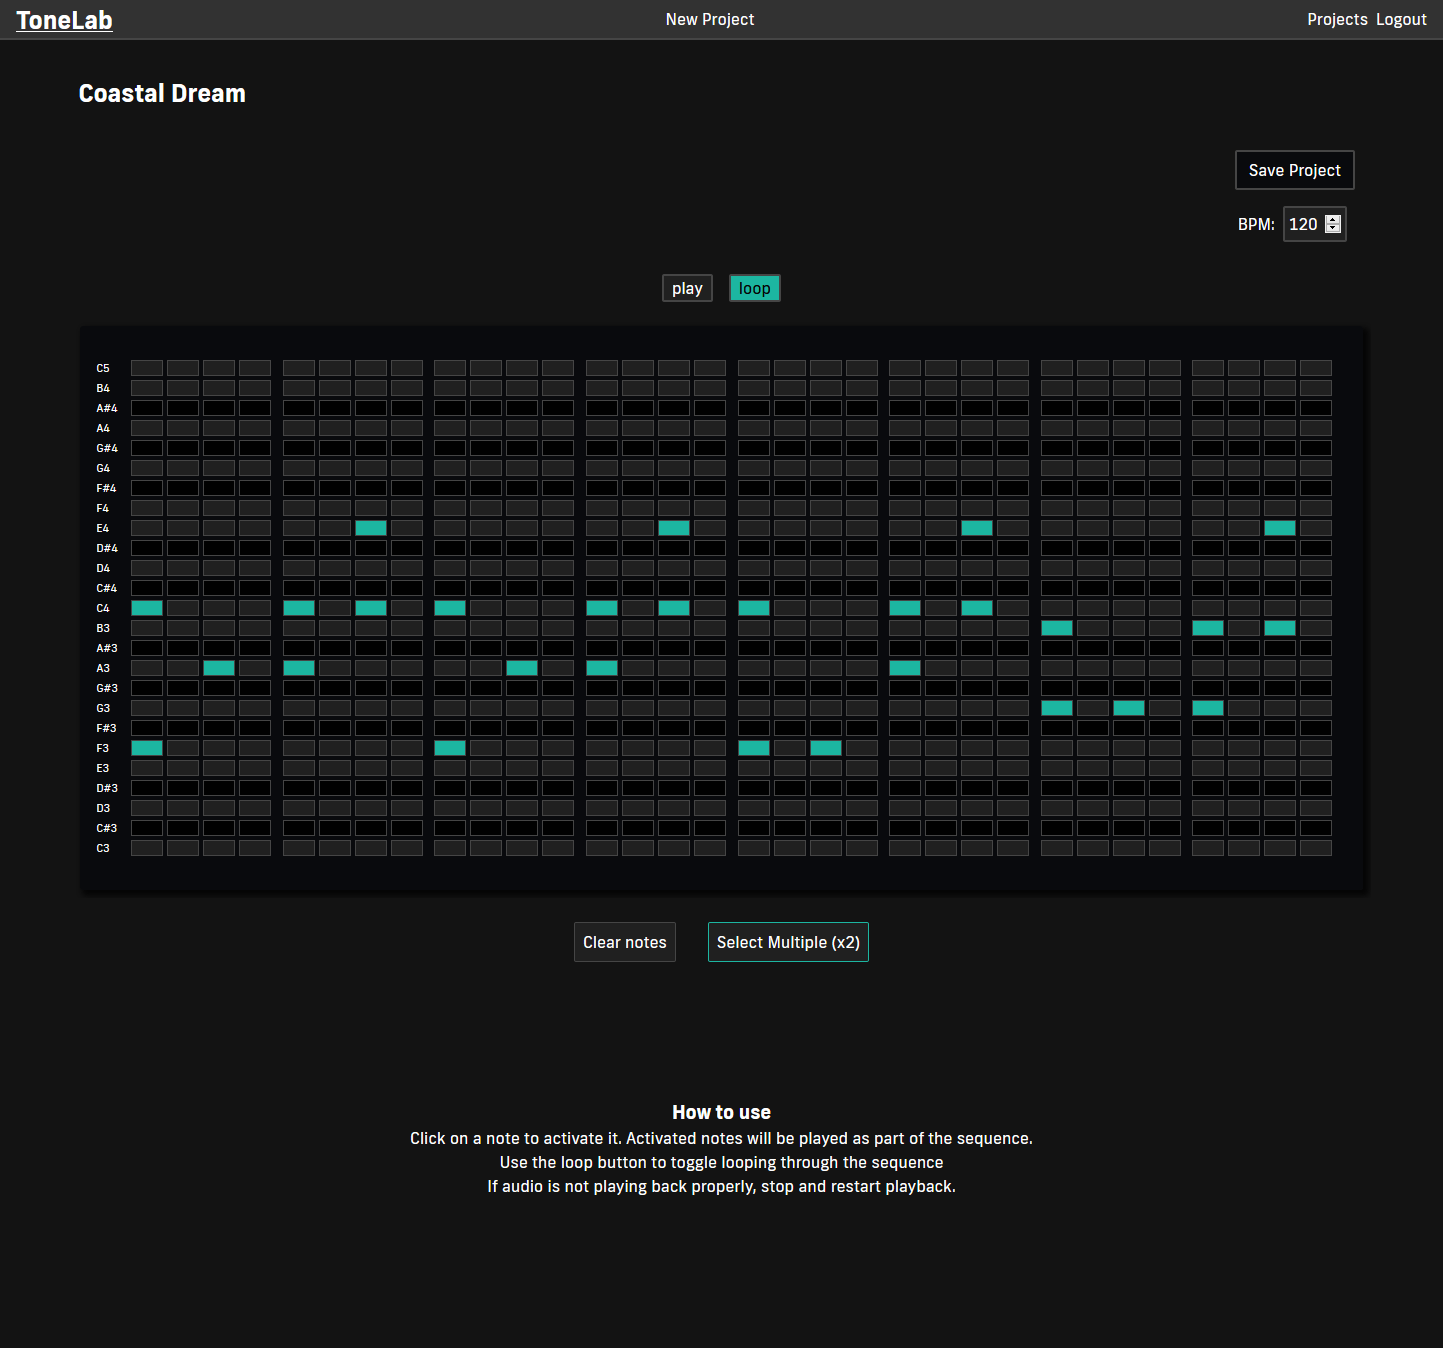 ToneLab
New Project
Projects Logout
Coastal Dream
Save Project
BPM: 120
play
loop
C5
B4
A#4
A4
G#4
G4
F#4
F4
E4
D#4
D4
C#4
C4
B3
A#3
A3
G#3
G3
F#3
F3
E3
D#3
D3
C#3
C3
Clear notes
Select Multiple (x2)
How to use
Click on a note to activate it. Activated notes will be played as part of the sequence.
Use the loop button to toggle looping through the sequence
If audio is not playing back properly, stop and restart playback.